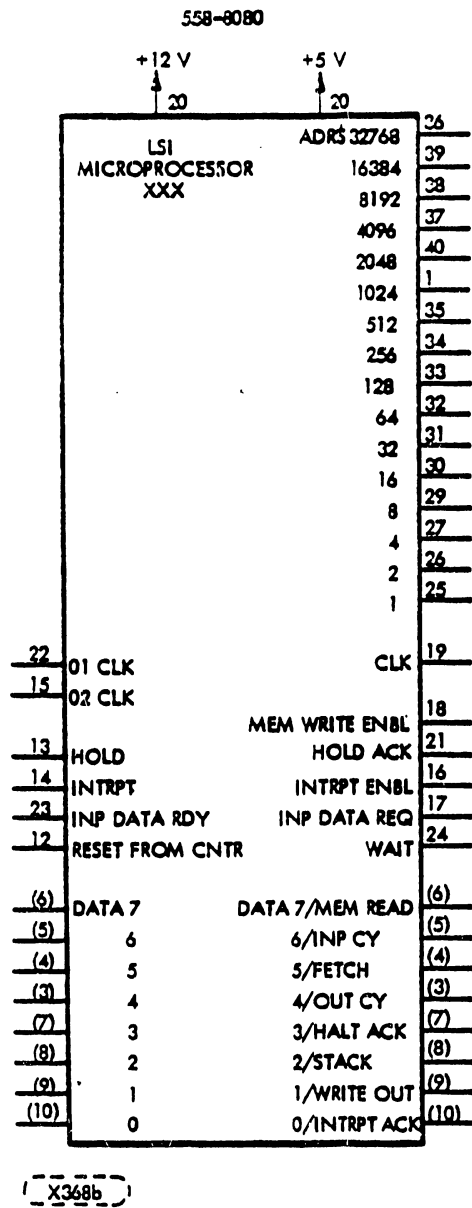 558-8080
+12 V +5 V
20 20
LSI
MICROPROCESSOR
XXX
ADRS 32768 36
16384 39
8192 38
4096 37
2048 40
1024 1
512 35
256 34
128 33
64 32
32 31
16 30
8 29
4 27
2 26
1 25
22 01 CLK CLK 19
15 02 CLK
MEM WRITE ENBL 18
13 HOLD HOLD ACK 21
14 INTRPT INTRPT ENBL 16
23 INP DATA RDY INP DATA REQ 17
12 RESET FROM CNTR WAIT 24
(6) DATA 7 DATA 7/MEM READ (6)
(5) 6 6/INP CY (5)
(4) 5 5/FETCH (4)
(3) 4 4/OUT CY (3)
(7) 3 3/HALT ACK (7)
(8) 2 2/STACK (8)
(9) 1 1/WRITE OUT (9)
(10) 0 0/INTRPT ACK (10)
X368b